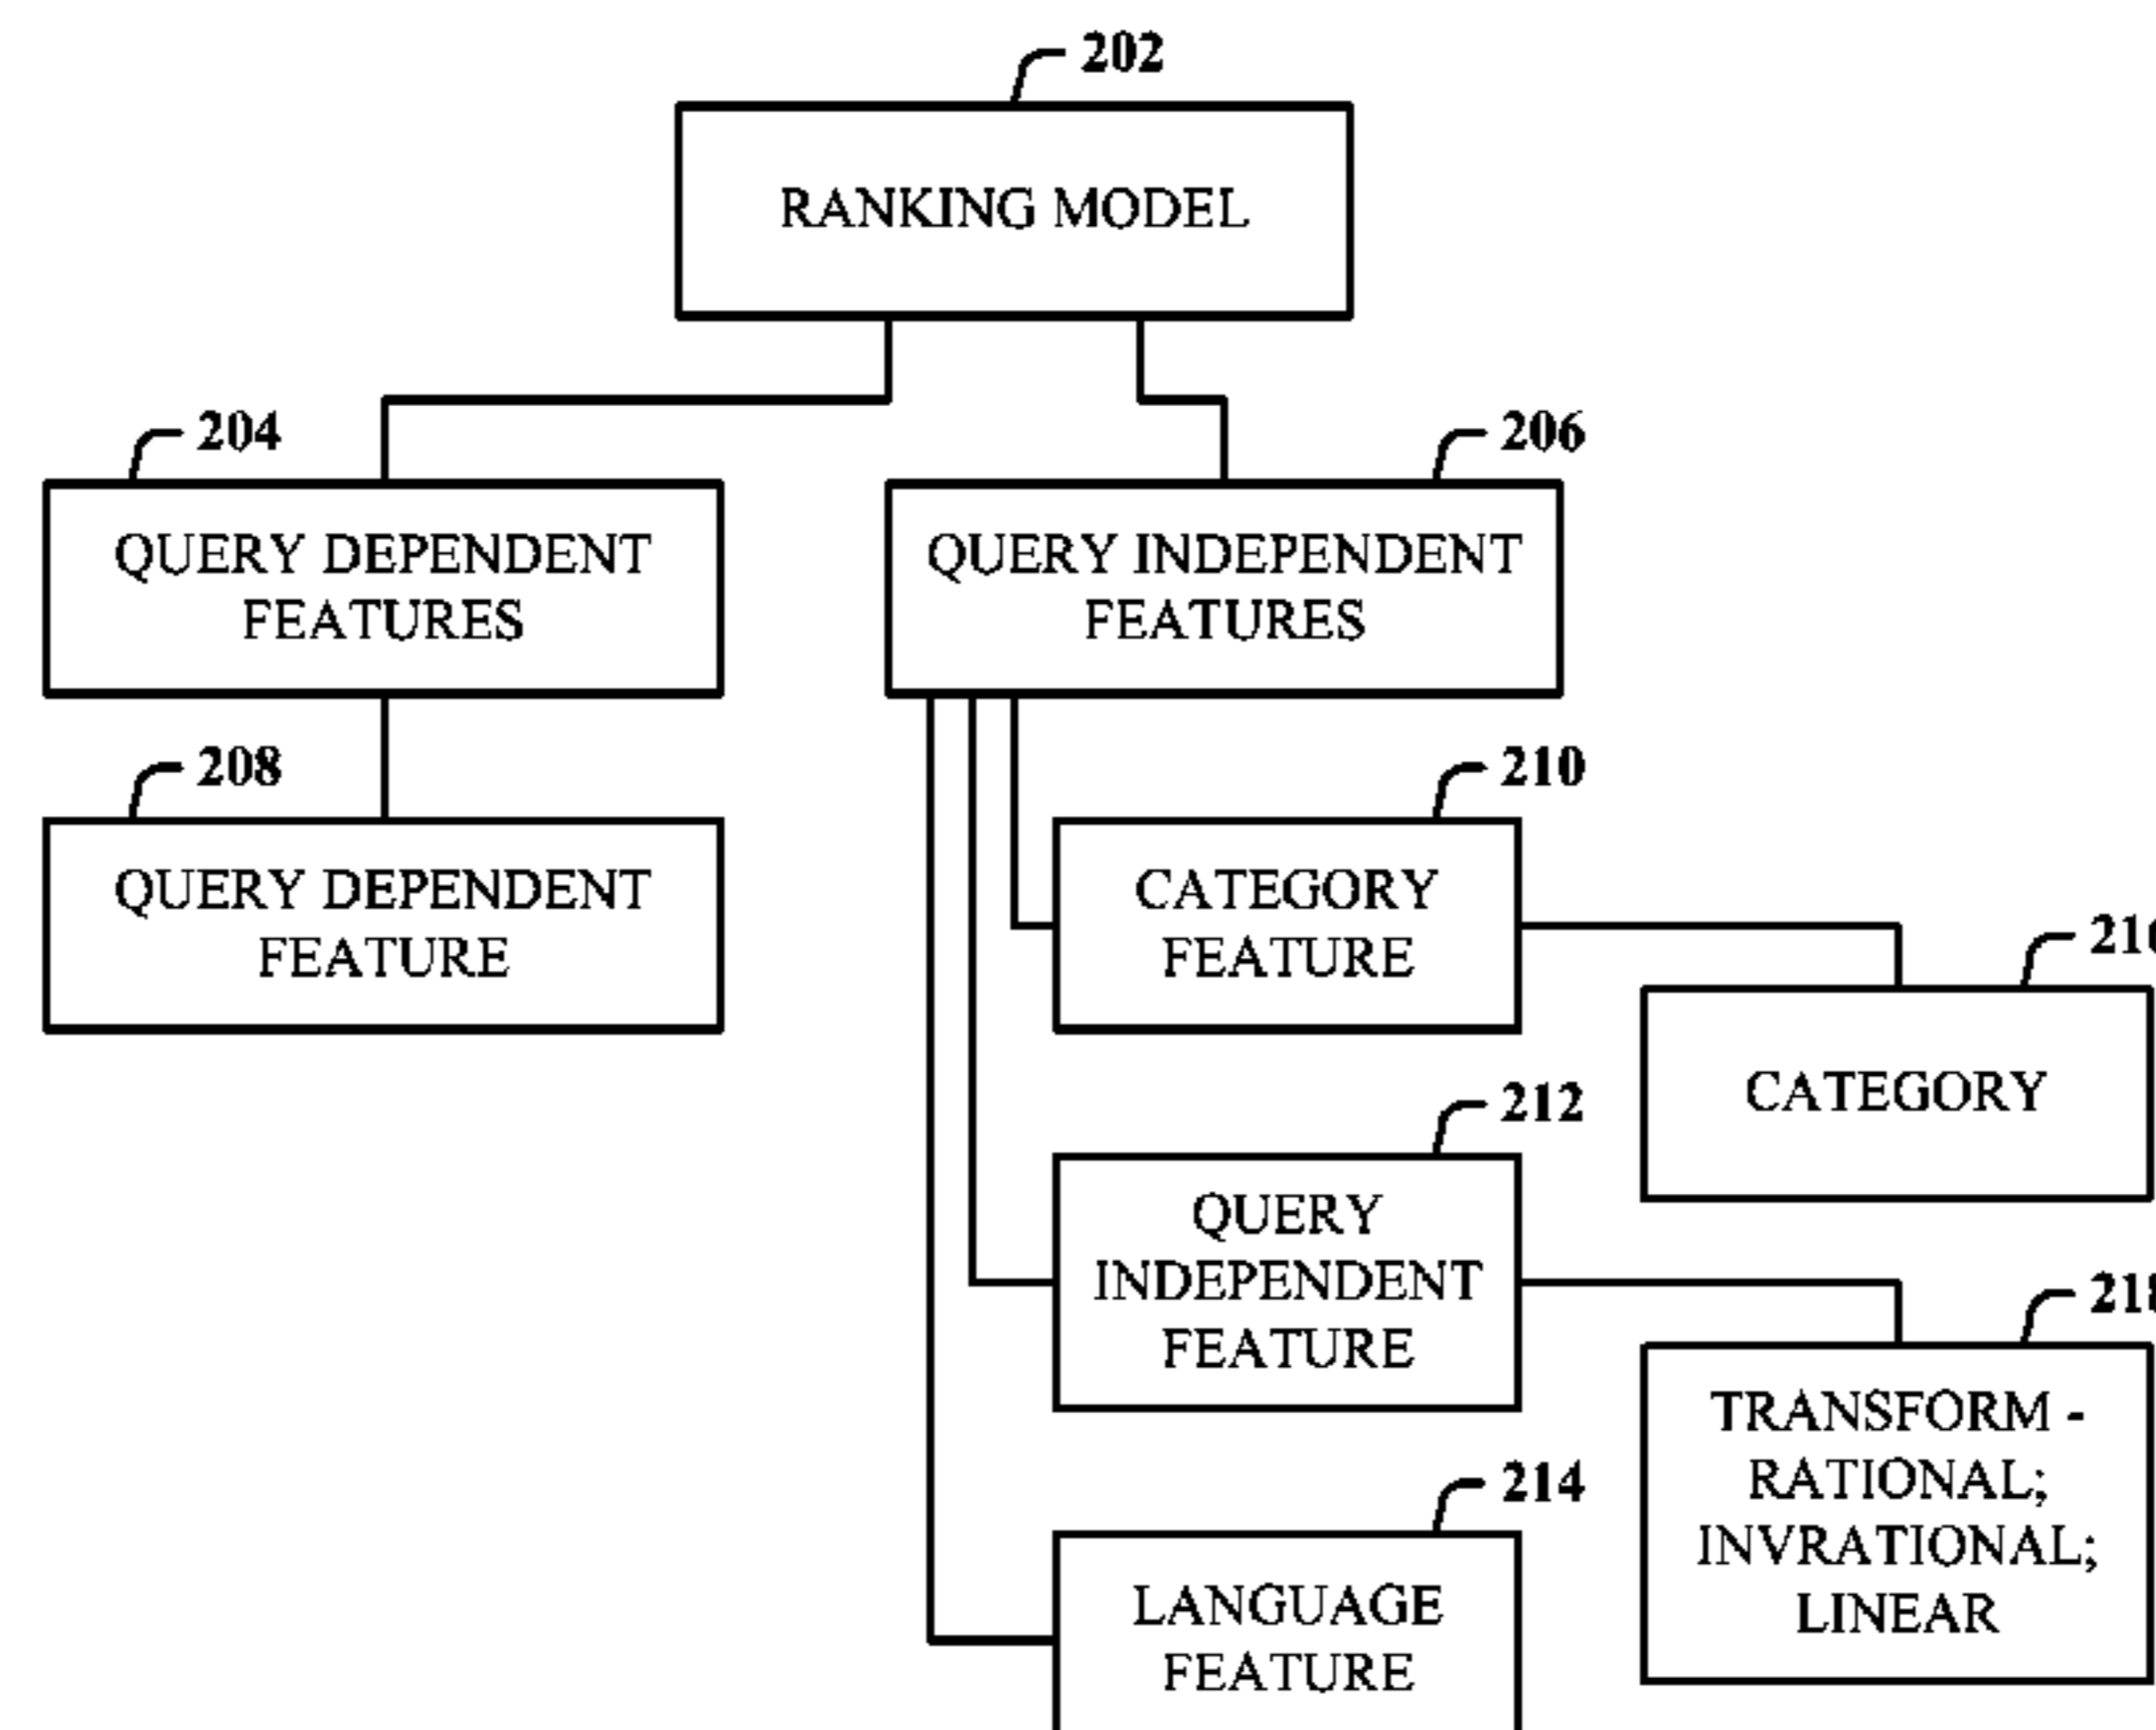 202
RANKING MODEL
204
206
QUERY DEPENDENT
FEATURES
QUERY INDEPENDENT
FEATURES
208
210
QUERY DEPENDENT
FEATURE
CATEGORY
FEATURE
CATEGORY
212
QUERY
INDEPENDENT
FEATURE
TRANSFORM -
RATIONAL;
INVRATIONAL;
LINEAR
214
LANGUAGE
FEATURE